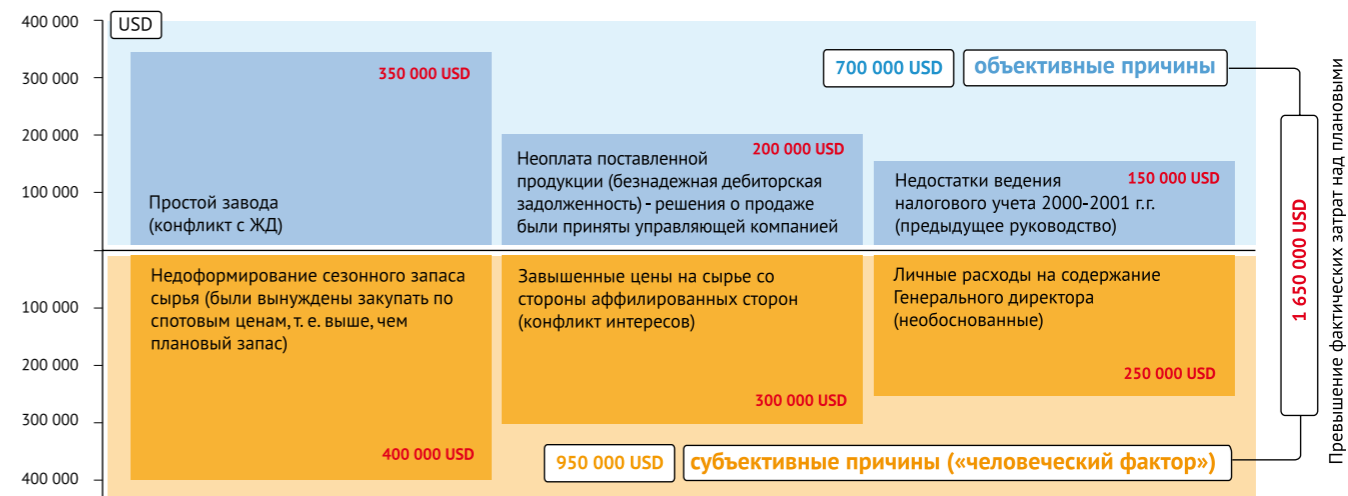 400 000
USD
300 000
200 000
100 000
350 000 USD
Простой завода
(конфликт с ЖД)
200 000 USD
Неоплата поставленной
продукции (безнадежная дебиторская
задолженность) - решения о продаже
были приняты управляющей компанией
700 000 USD
объективные причины
150 000 USD
Недостатки ведения
налогового учета 2000-2001 г.г.
(предыдущее руководство)
100 000
200 000
300 000
400 000
Недоформирование сезонного запаса
сырья (были вынуждены закупать по
спотовым ценам, т. е. выше, чем
плановый запас)
400 000 USD
Завышенные цены на сырье со
стороны аффилированных сторон
(конфликт интересов)
300 000 USD
Личные расходы на содержание
Генерального директора
(необоснованные)
250 000 USD
950 000 USD
субъективные причины («человеческий фактор»)
1 650 000 USD
Превышение фактических затрат над плановыми